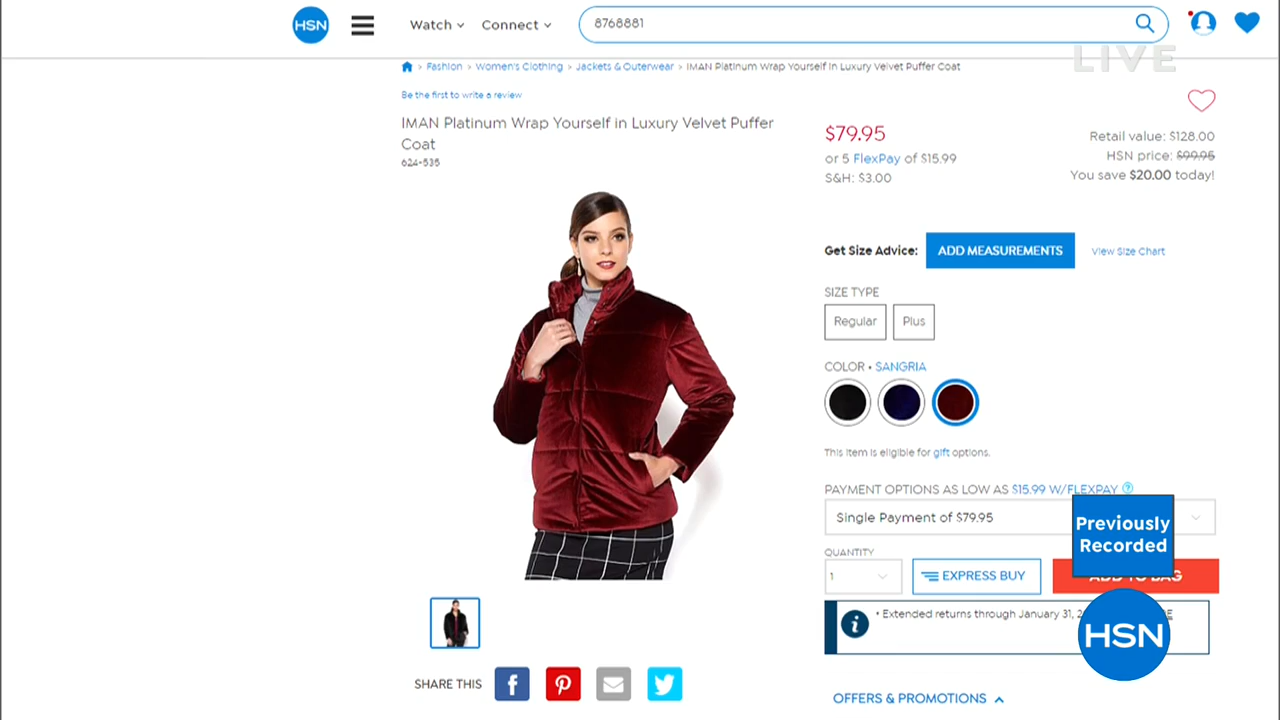 HSN
Watch
Connect
8768881
LIVE
Fashion > Women's Clothing > Jackets & Outerwear > IMAN Platinum Wrap Yourself in Luxury Velvet Puffer Coat
Be the first to write a review
IMAN Platinum Wrap Yourself in Luxury Velvet Puffer
Coat
624-535
$79.95
or 5 FlexPay of $15.99
S&H: $3.00
Retail value: $128.00
HSN price: $99.95
You save $20.00 today!
Get Size Advice:
ADD MEASUREMENTS
View Size Chart
SIZE TYPE
Regular
Plus
COLOR • SANGRIA
This item is eligible for gift options.
PAYMENT OPTIONS AS LOW AS $15.99 W/FLEXPAY ?
Single Payment of $79.95
Previously
Recorded
QUANTITY
1
EXPRESS BUY
ADD TO BAG
i
• Extended returns through January 31, 2
HSN
SHARE THIS
OFFERS & PROMOTIONS